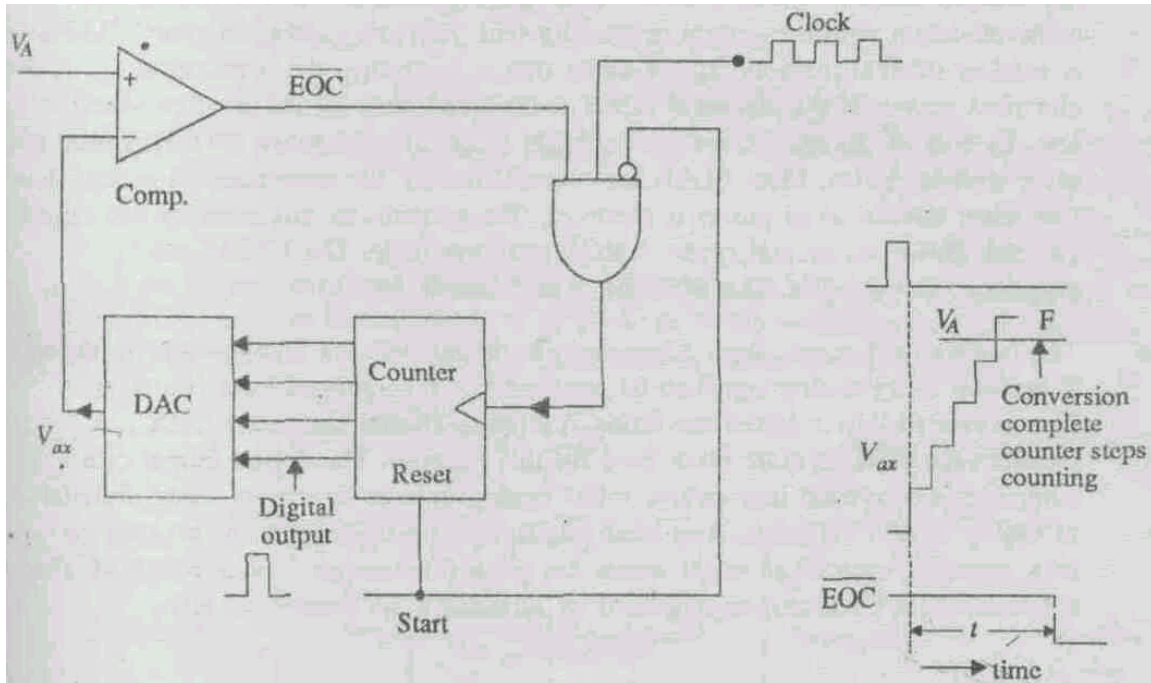 Clock
V_A
+
EOC
−
Comp.
DAC
Counter
V_ax
Reset
Digital
output
Start
V_A
F
Conversion
complete
counter steps
counting
V_ax
EOC
t
time